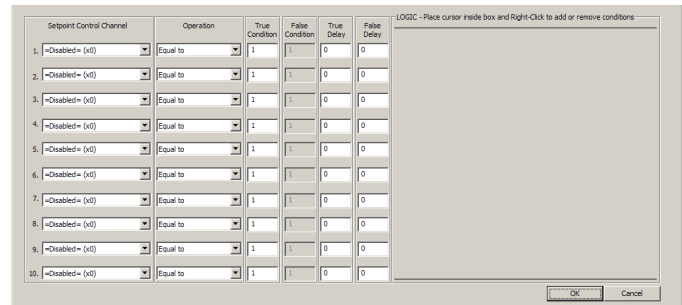 Setpoint Control Channel Operation True Condition False Condition True Delay False Delay
LOGIC - Place cursor inside box and Right-Click to add or remove conditions
1. =Disabled= (x0) Equal to 1 1 0 0
2. =Disabled= (x0) Equal to 1 1 0 0
3. =Disabled= (x0) Equal to 1 1 0 0
4. =Disabled= (x0) Equal to 1 1 0 0
5. =Disabled= (x0) Equal to 1 1 0 0
6. =Disabled= (x0) Equal to 1 1 0 0
7. =Disabled= (x0) Equal to 1 1 0 0
8. =Disabled= (x0) Equal to 1 1 0 0
9. =Disabled= (x0) Equal to 1 1 0 0
10. =Disabled= (x0) Equal to 1 1 0 0
OK Cancel